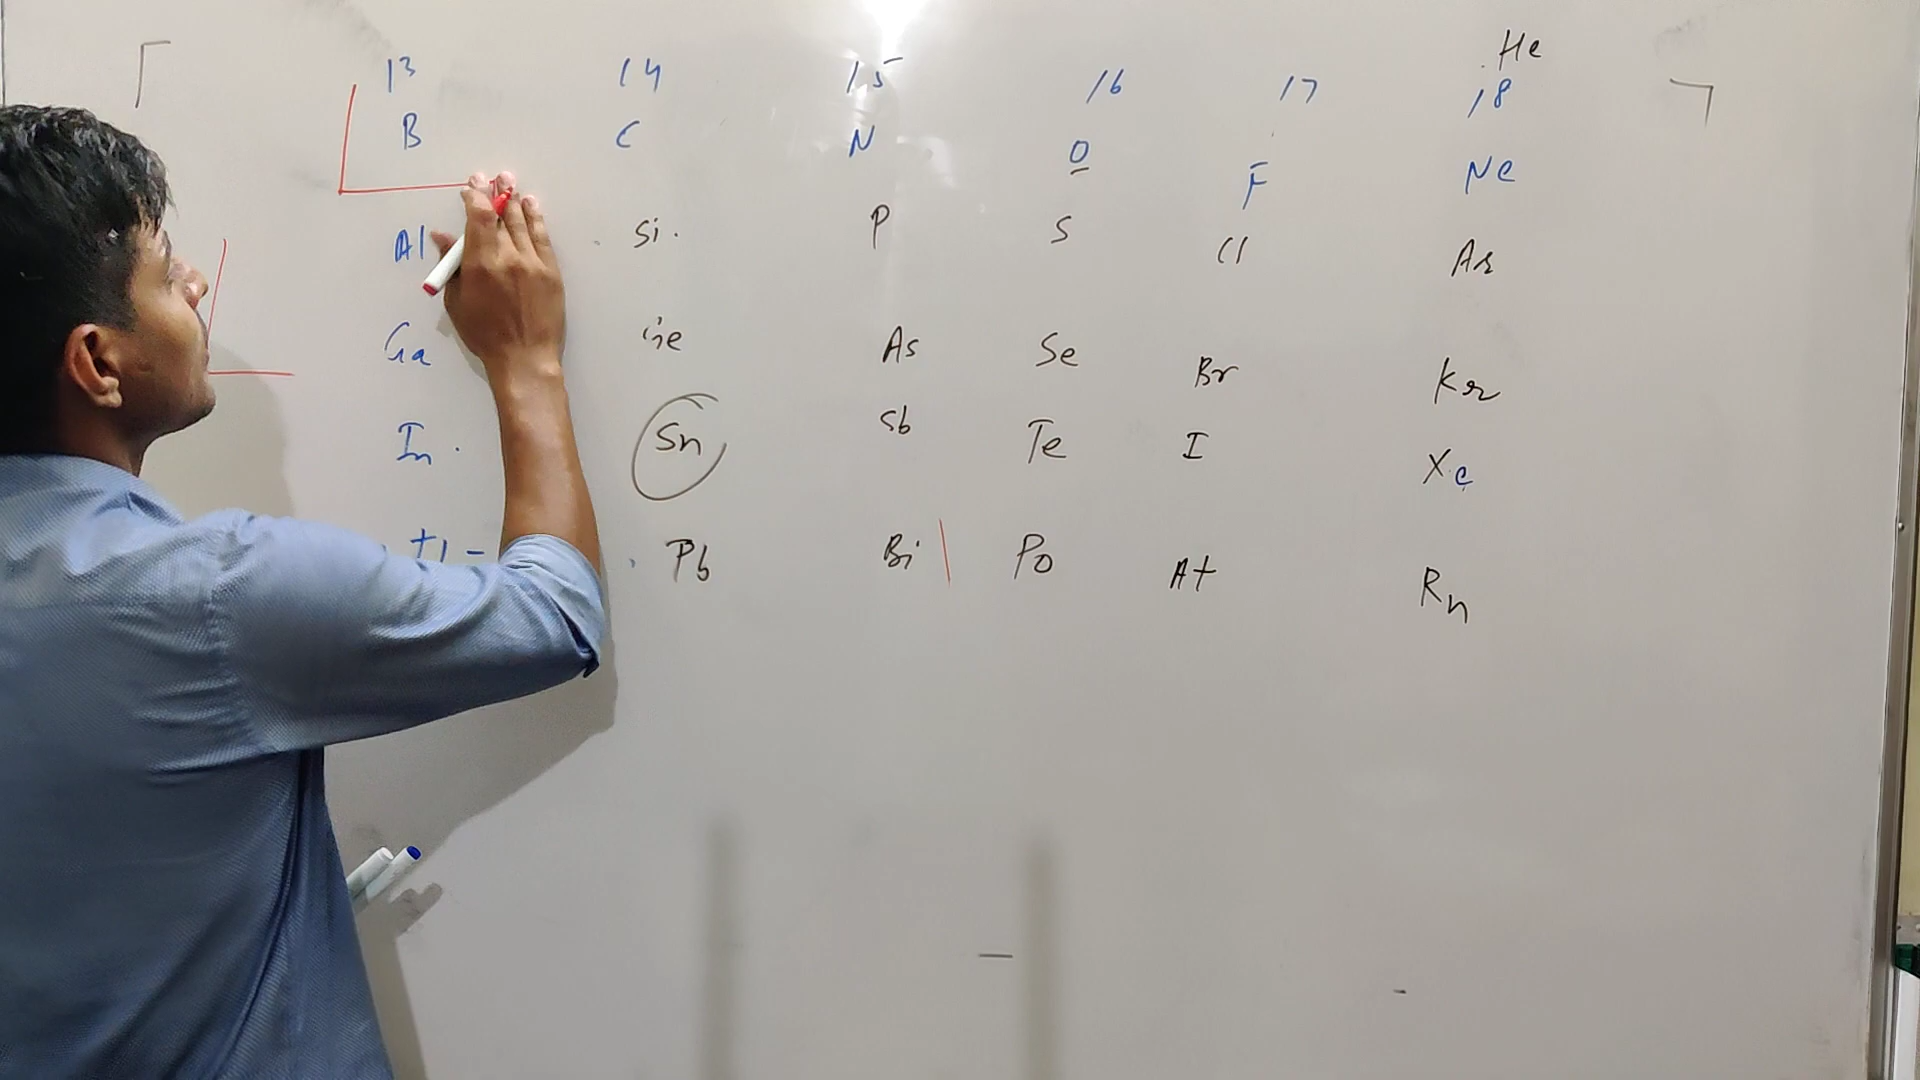 He
13 14 15 16 17 18
B C N O F Ne
Al Si P S Cl Ar
Ga Ge As Se Br Kr
In Sn Sb Te I Xe
Tl Pb Bi Po At Rn